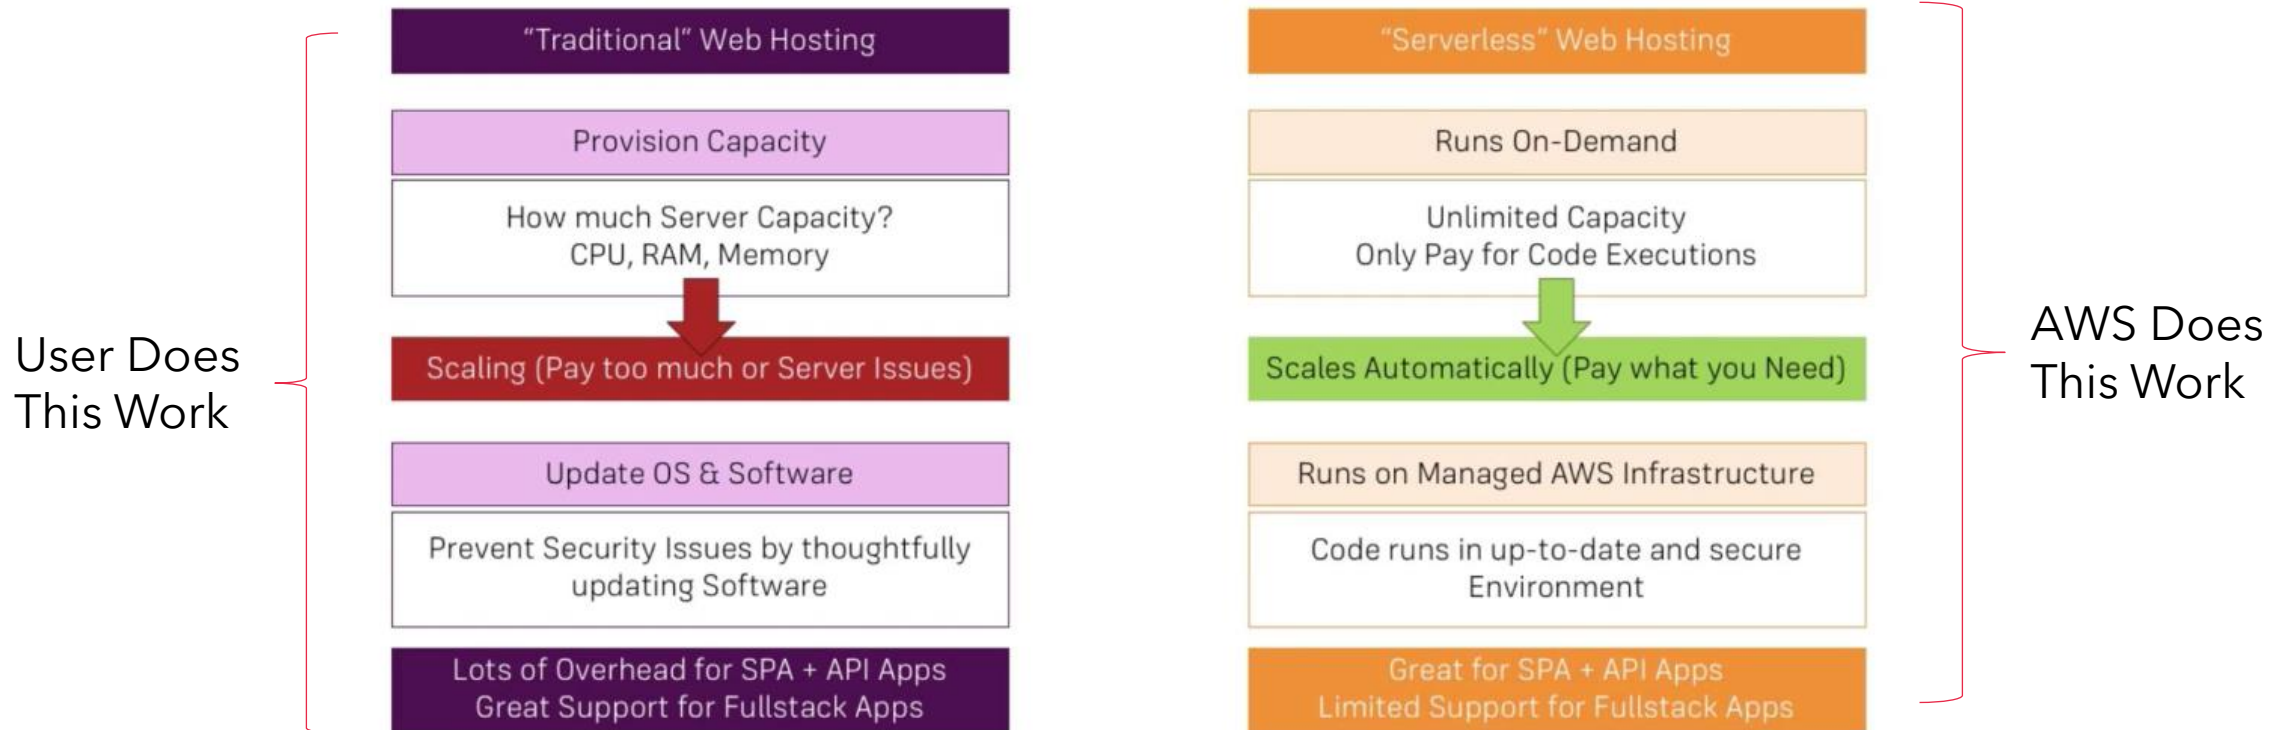 User Does
This Work
“Traditional” Web Hosting
Provision Capacity
How much Server Capacity?
CPU, RAM, Memory
Scaling (Pay too much or Server Issues)
Update OS & Software
Prevent Security Issues by thoughtfully
updating Software
Lots of Overhead for SPA + API Apps
Great Support for Fullstack Apps
“Serverless” Web Hosting
Runs On-Demand
Unlimited Capacity
Only Pay for Code Executions
Scales Automatically (Pay what you Need)
Runs on Managed AWS Infrastructure
Code runs in up-to-date and secure
Environment
Great for SPA + API Apps
Limited Support for Fullstack Apps
AWS Does
This Work